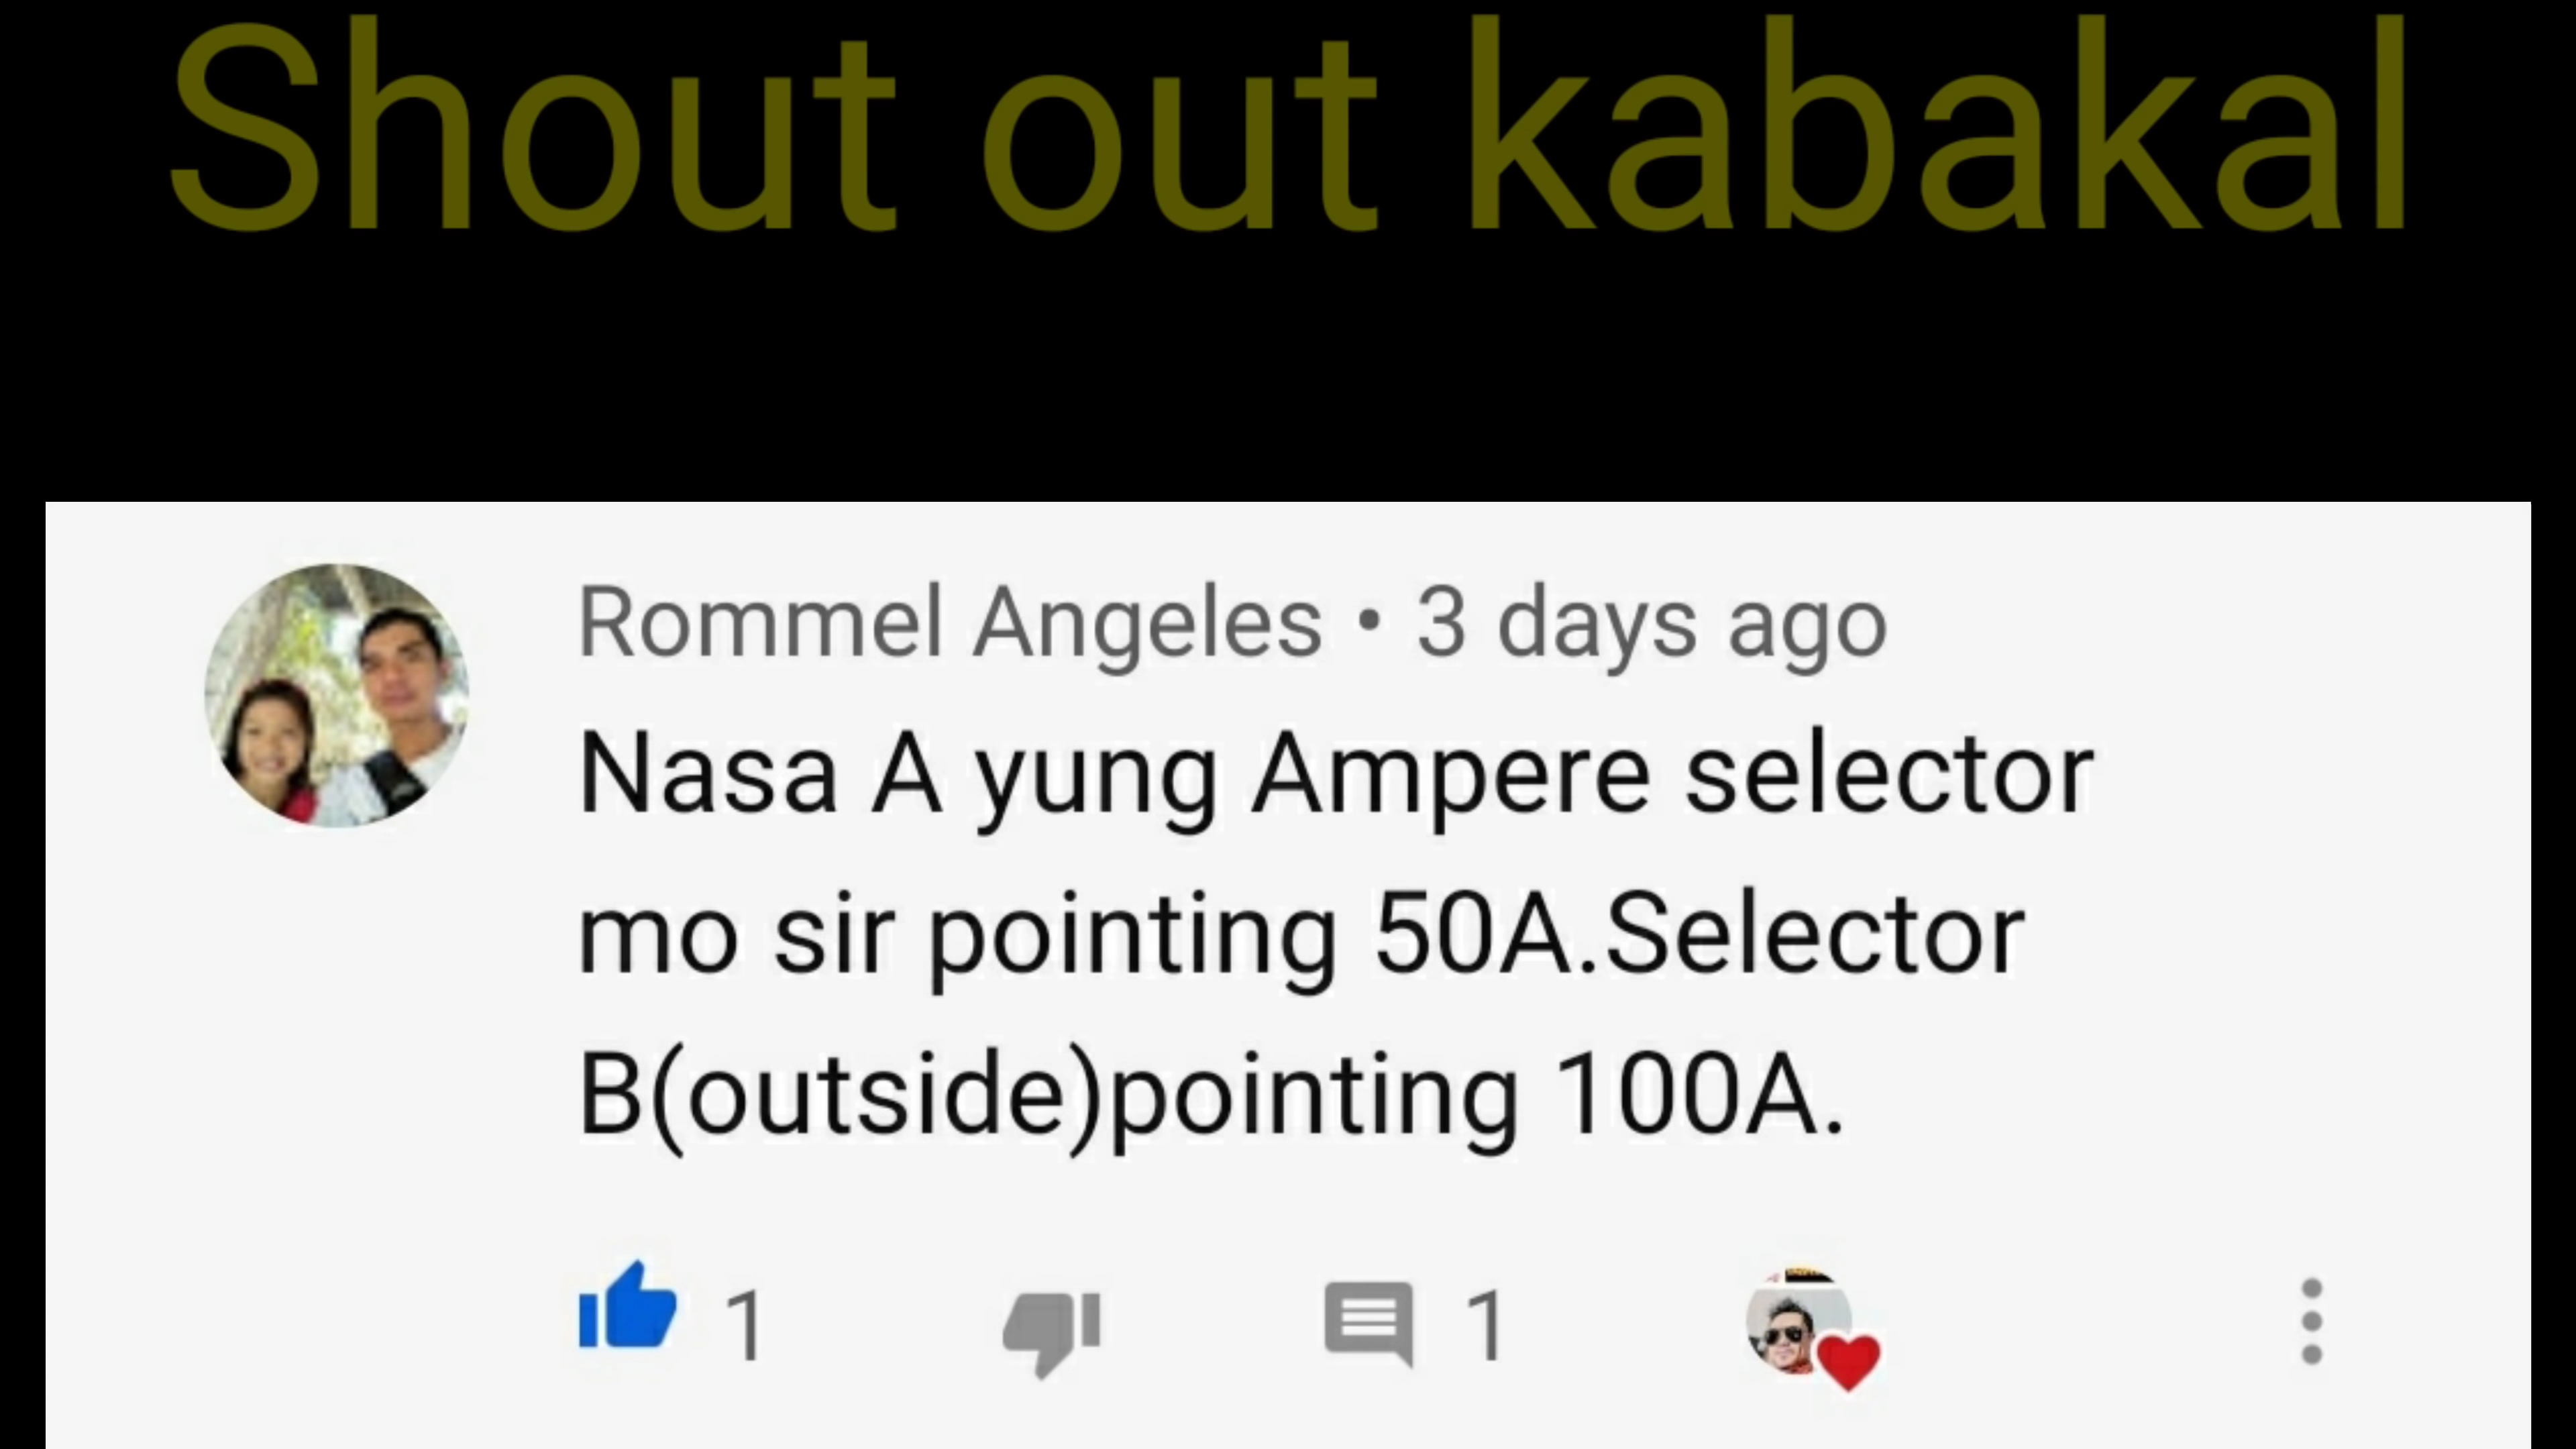 Shout out kabakal
Rommel Angeles • 3 days ago
Nasa A yung Ampere selector
mo sir pointing 50A.Selector
B(outside)pointing 100A.
1 1